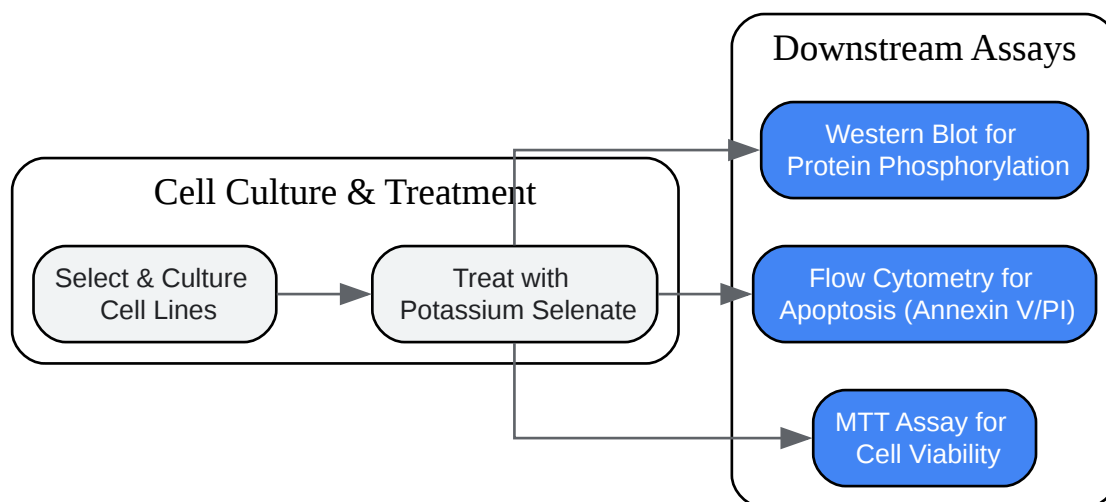 Cell Culture & Treatment
Select & Culture
Cell Lines
Treat with
Potassium Selenate
Downstream Assays
Western Blot for
Protein Phosphorylation
Flow Cytometry for
Apoptosis (Annexin V/PI)
MTT Assay for
Cell Viability